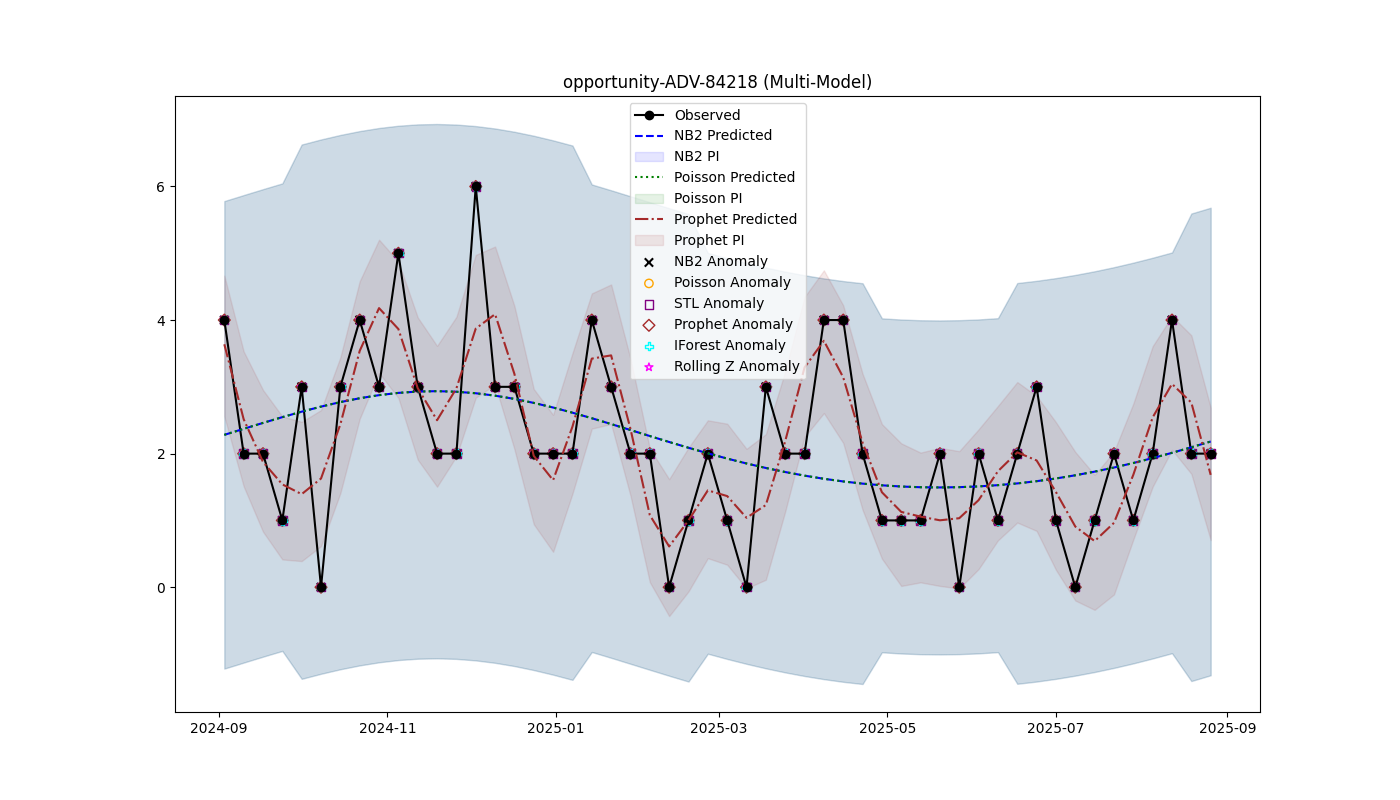 opportunity-ADV-84218 (Multi-Model)
Observed
NB2 Predicted
NB2 PI
Poisson Predicted
Poisson PI
Prophet Predicted
Prophet PI
NB2 Anomaly
Poisson Anomaly
STL Anomaly
Prophet Anomaly
IForest Anomaly
Rolling Z Anomaly
6
4
2
0
2024-09 2024-11 2025-01 2025-03 2025-05 2025-07 2025-09